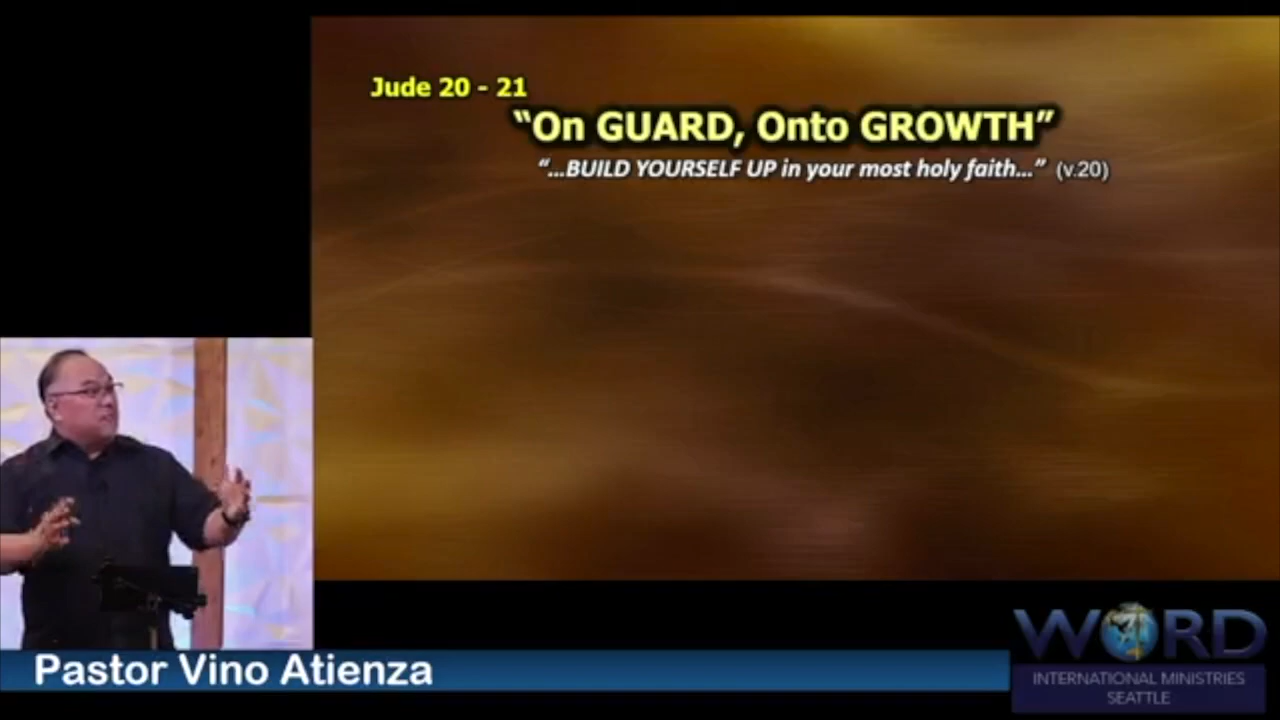 Jude 20 - 21
“On GUARD, Onto GROWTH”
“...BUILD YOURSELF UP in your most holy faith...” (v.20)
Pastor Vino Atienza
WORD
INTERNATIONAL MINISTRIES
SEATTLE